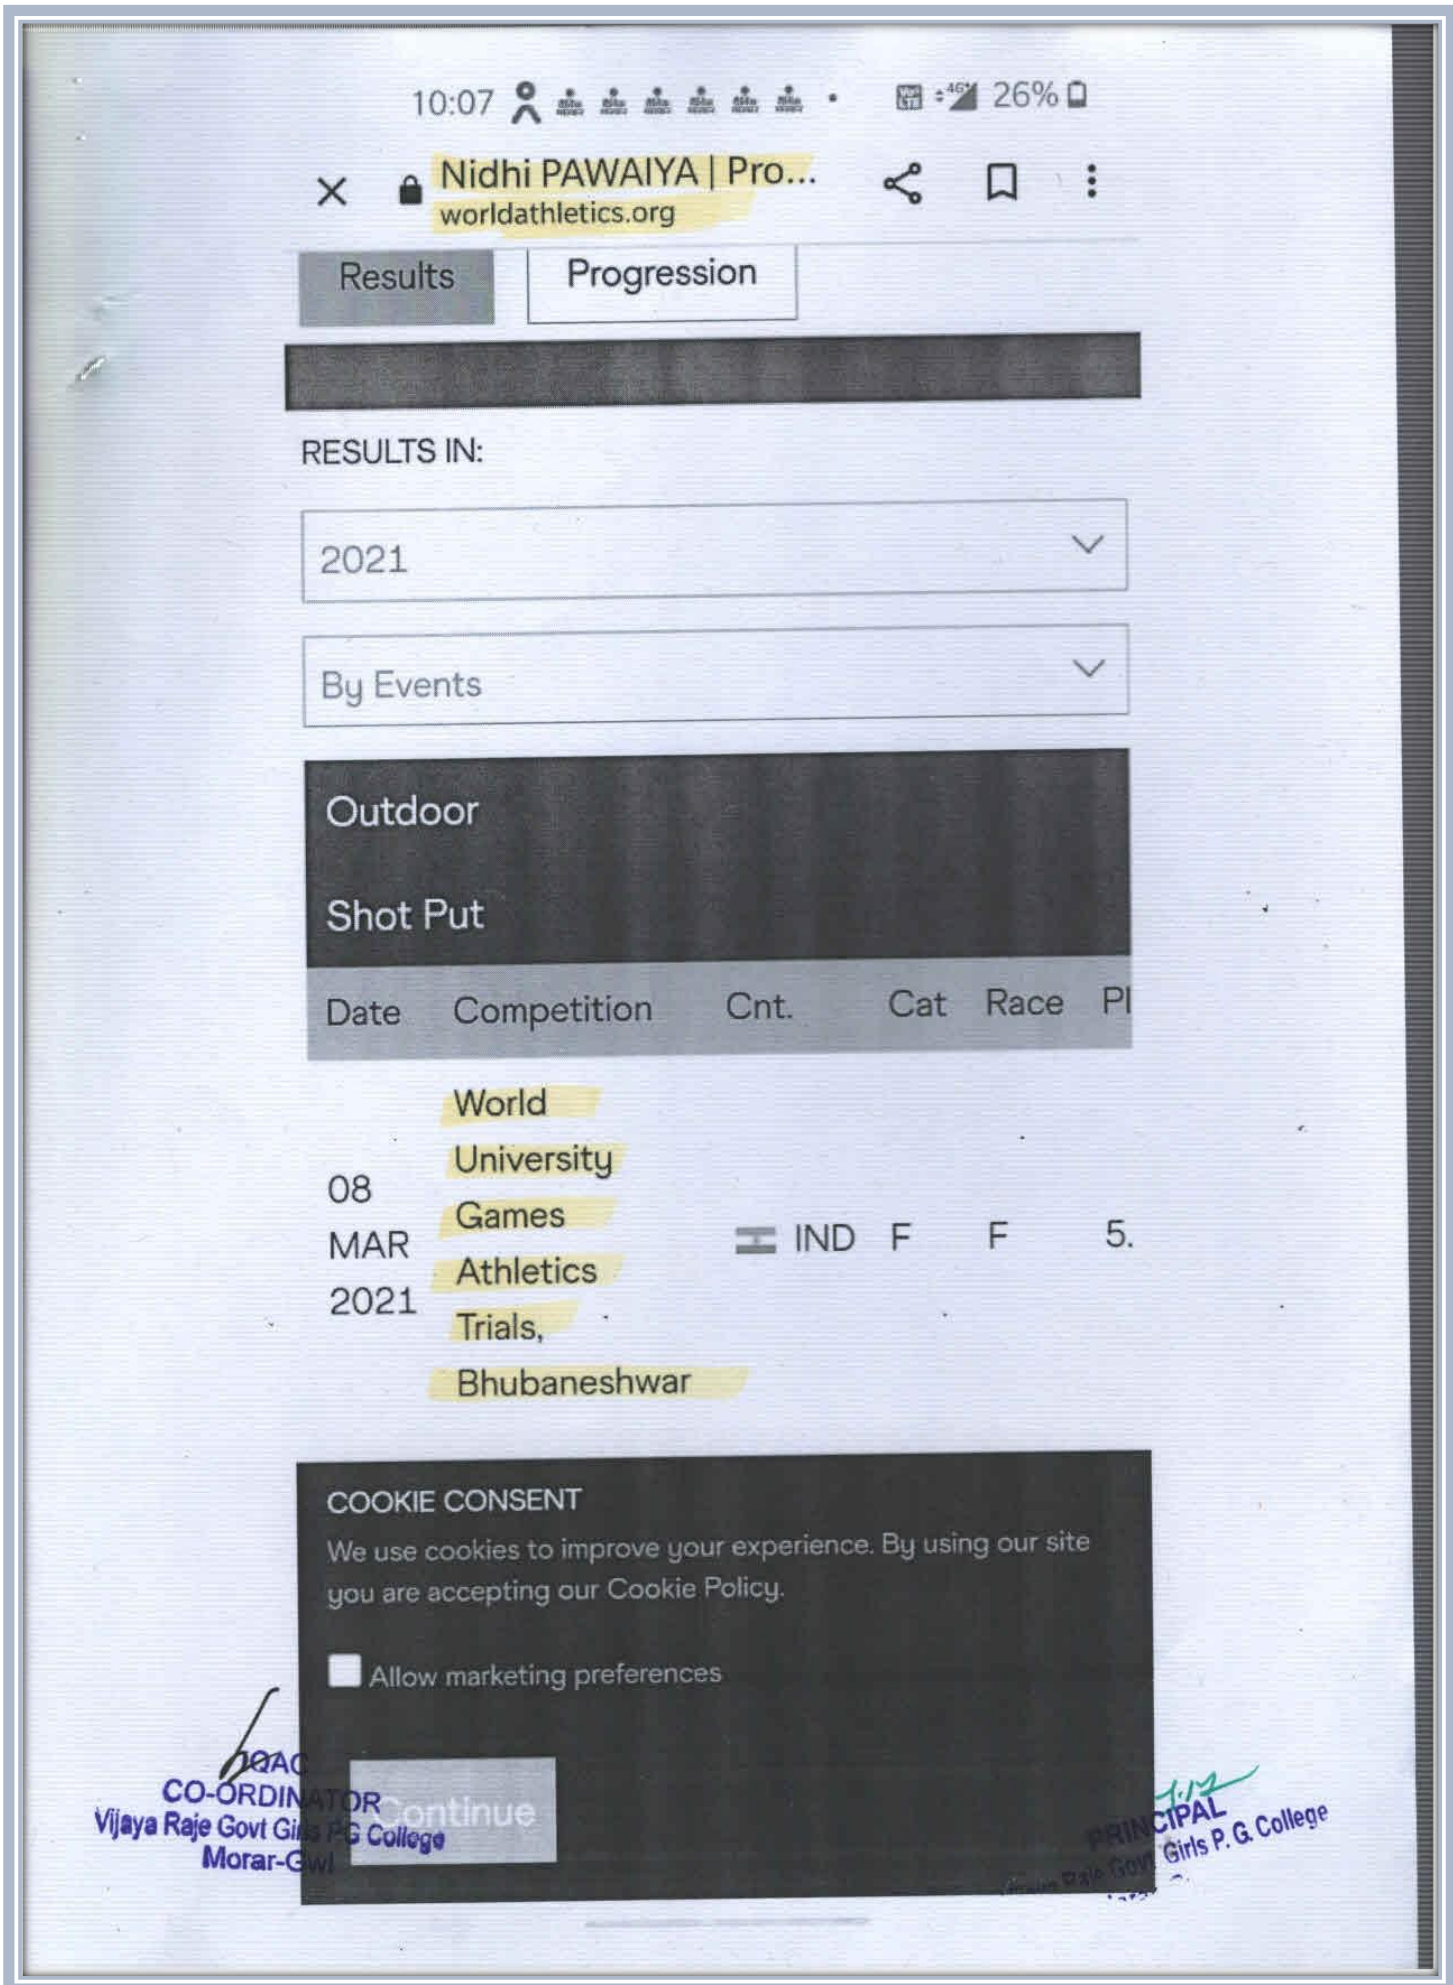 10:07
26%
Nidhi PAWAIYA | Pro...
worldathletics.org
Results
Progression
RESULTS IN:
2021
By Events
Outdoor
Shot Put
Date Competition Cnt. Cat Race Pl
08 MAR 2021
World
University
Games
Athletics
Trials,
Bhubaneshwar
IND F F 5.
COOKIE CONSENT
We use cookies to improve your experience. By using our site
you are accepting our Cookie Policy.
Allow marketing preferences
Continue
IQAC
CO-ORDINATOR
Vijaya Raje Govt Girls PG College
Morar-Gwl
PRINCIPAL
Raje Govt Girls P. G. College